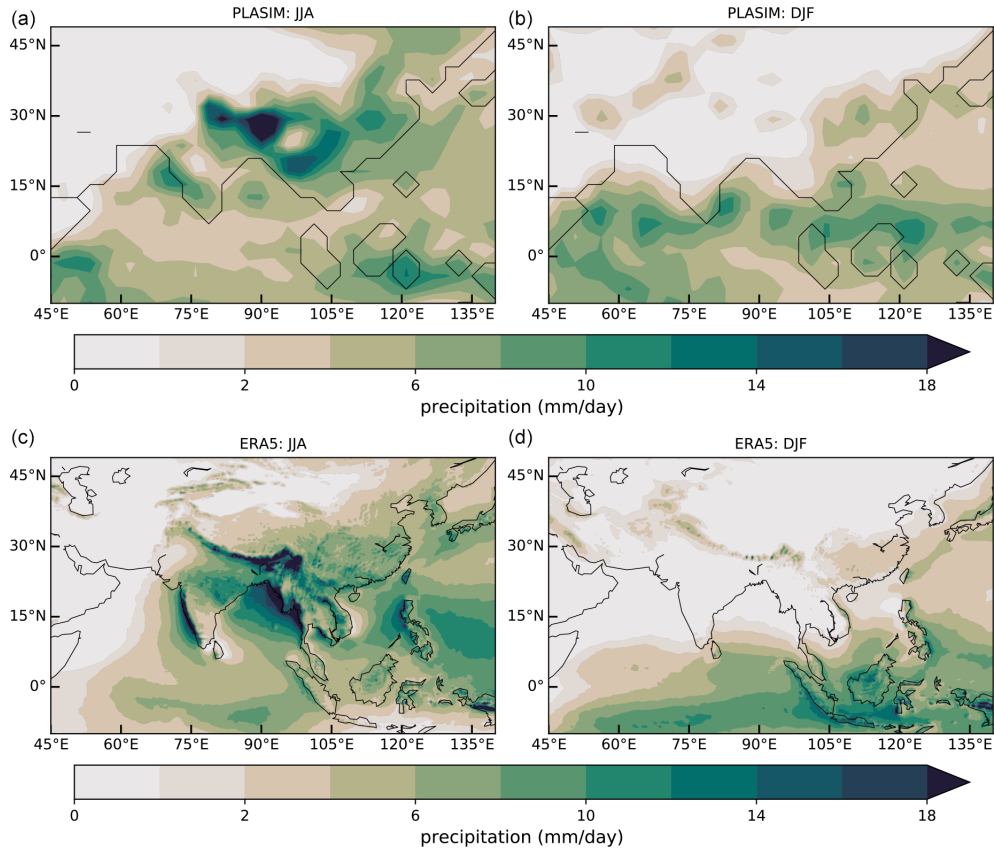 (a) PLASIM: JJA
(b) PLASIM: DJF
45°N
30°N
15°N
0°
45°E 60°E 75°E 90°E 105°E 120°E 135°E
45°N
30°N
15°N
0°
45°E 60°E 75°E 90°E 105°E 120°E 135°E
0 2 6 10 14 18
precipitation (mm/day)
(c) ERA5: JJA
(d) ERA5: DJF
45°N
30°N
15°N
0°
45°E 60°E 75°E 90°E 105°E 120°E 135°E
45°N
30°N
15°N
0°
45°E 60°E 75°E 90°E 105°E 120°E 135°E
0 2 6 10 14 18
precipitation (mm/day)